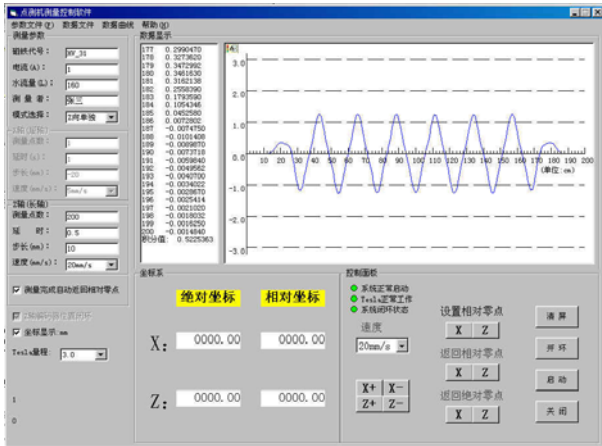 点测机测量控制软件
参数文件(P) 数据文件 数据曲线 帮助(H)
测量参数
磁铁代号: XY_31
电流(A): 1
水流量(L): 160
测 量 者: 张三
模式选择: Z向单独
X轴(短轴)
测量点数: 1
延时(s): 1
步长(mm): -20
速度(mm/s) 5mm/s
Z轴(长轴)
测量点数: 200
延 时: 0.5
步长(mm): 10
速度(mm/s): 20mm/s
测量完成自动返回相对零点
坐标显示:mm
Tesla量程: 3.0
1
0
数据显示
177 0.2990470
178 0.3273620
179 0.3472992
180 0.3461630
181 0.3162138
182 0.2558390
183 0.1793590
184 0.1054346
185 0.0452580
186 0.0072802
187 -0.0074750
188 -0.0101408
189 -0.0089870
190 -0.0073718
191 -0.0059840
192 -0.0049562
193 -0.0040700
194 -0.0034022
195 -0.0028670
196 -0.0025414
197 -0.0021020
198 -0.0018032
199 -0.0016250
200 -0.0014840
积分值: 0.5225363
3.0
2.0
1.0
0.0
10 20 30 40 50 60 70 80 90 100 110 120 130 140 150 160 170 180 190 200
(单位:cm)
-1.0
-2.0
-3.0
坐标系
绝对坐标 相对坐标
X: 0000.00 0000.00
Z: 0000.00 0000.00
控制面板
系统正常启动
Tesla正常工作
系统闭环状态
速度
20mm/s
X+ X-
Z+ Z-
设置相对零点
X Z
返回相对零点
X Z
返回绝对零点
X Z
清 屏
开 环
启 动
关 闭